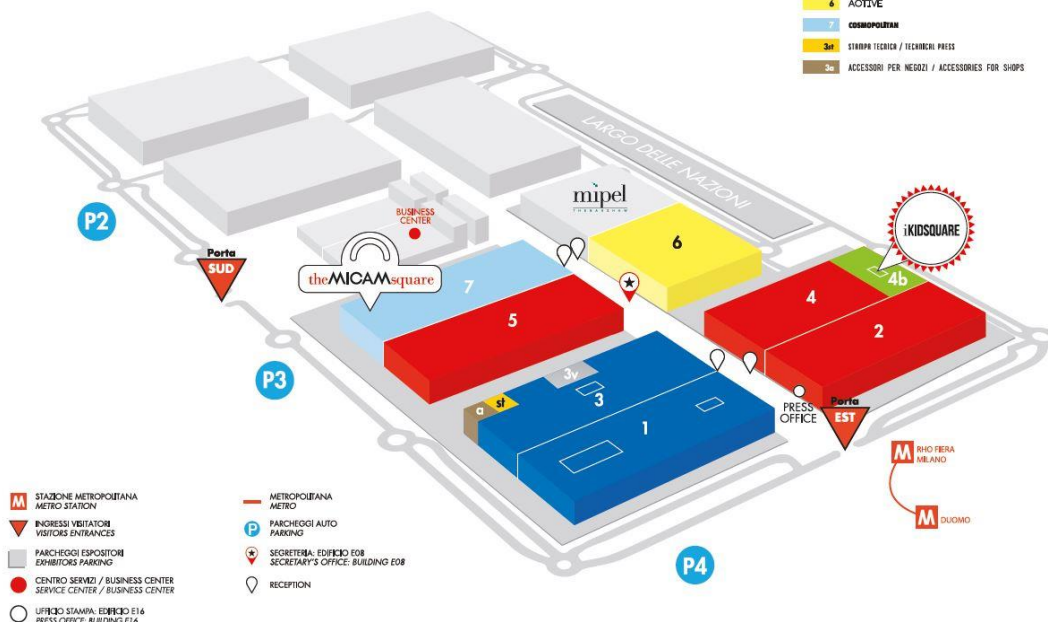 6 ACTIVE
7 COSMOPOLITAN
3st STAMPA TECNICA / TECHNICAL PRESS
3a ACCESSORI PER NEGOZI / ACCESSORIES FOR SHOPS
LARGO DELLE NAZIONI
mipel
THEBAGSHOW
iKIDSQUARE
P2
BUSINESS
CENTER
Porta
SUD
theMICAMsquare
6
7
4
4b
5
2
3v
P3
3
a
st
1
PRESS
OFFICE
Porta
EST
M RHO FIERA
MILANO
M DUOMO
P4
M STAZIONE METROPOLITANA
METRO STATION
INGRESSI VISITATORI
VISITORS ENTRANCES
PARCHEGGI ESPOSITORI
EXHIBITORS PARKING
CENTRO SERVIZI / BUSINESS CENTER
SERVICE CENTER / BUSINESS CENTER
UFFICIO STAMPA: EDIFICIO E16
PRESS OFFICE: BUILDING E16
METROPOLITANA
METRO
P PARCHEGGI AUTO
PARKING
SEGRETERIA: EDIFICIO E08
SECRETARY'S OFFICE: BUILDING E08
RECEPTION